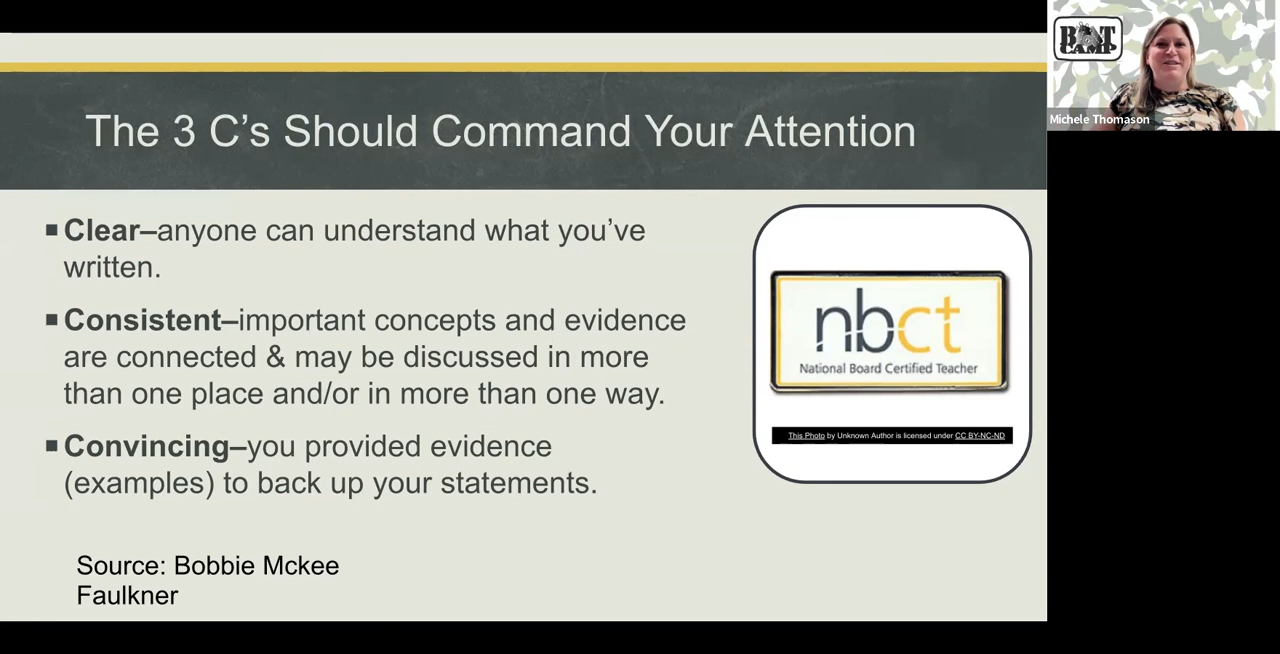 The 3 C’s Should Command Your Attention
▪Clear–anyone can understand what you’ve
written.
▪Consistent–important concepts and evidence
are connected & may be discussed in more
than one place and/or in more than one way.
▪Convincing–you provided evidence
(examples) to back up your statements.
Source: Bobbie Mckee
Faulkner
nbct
National Board Certified Teacher
This Photo by Unknown Author is licensed under CC BY-NC-ND
BOOT
CAMP
Michele Thomason